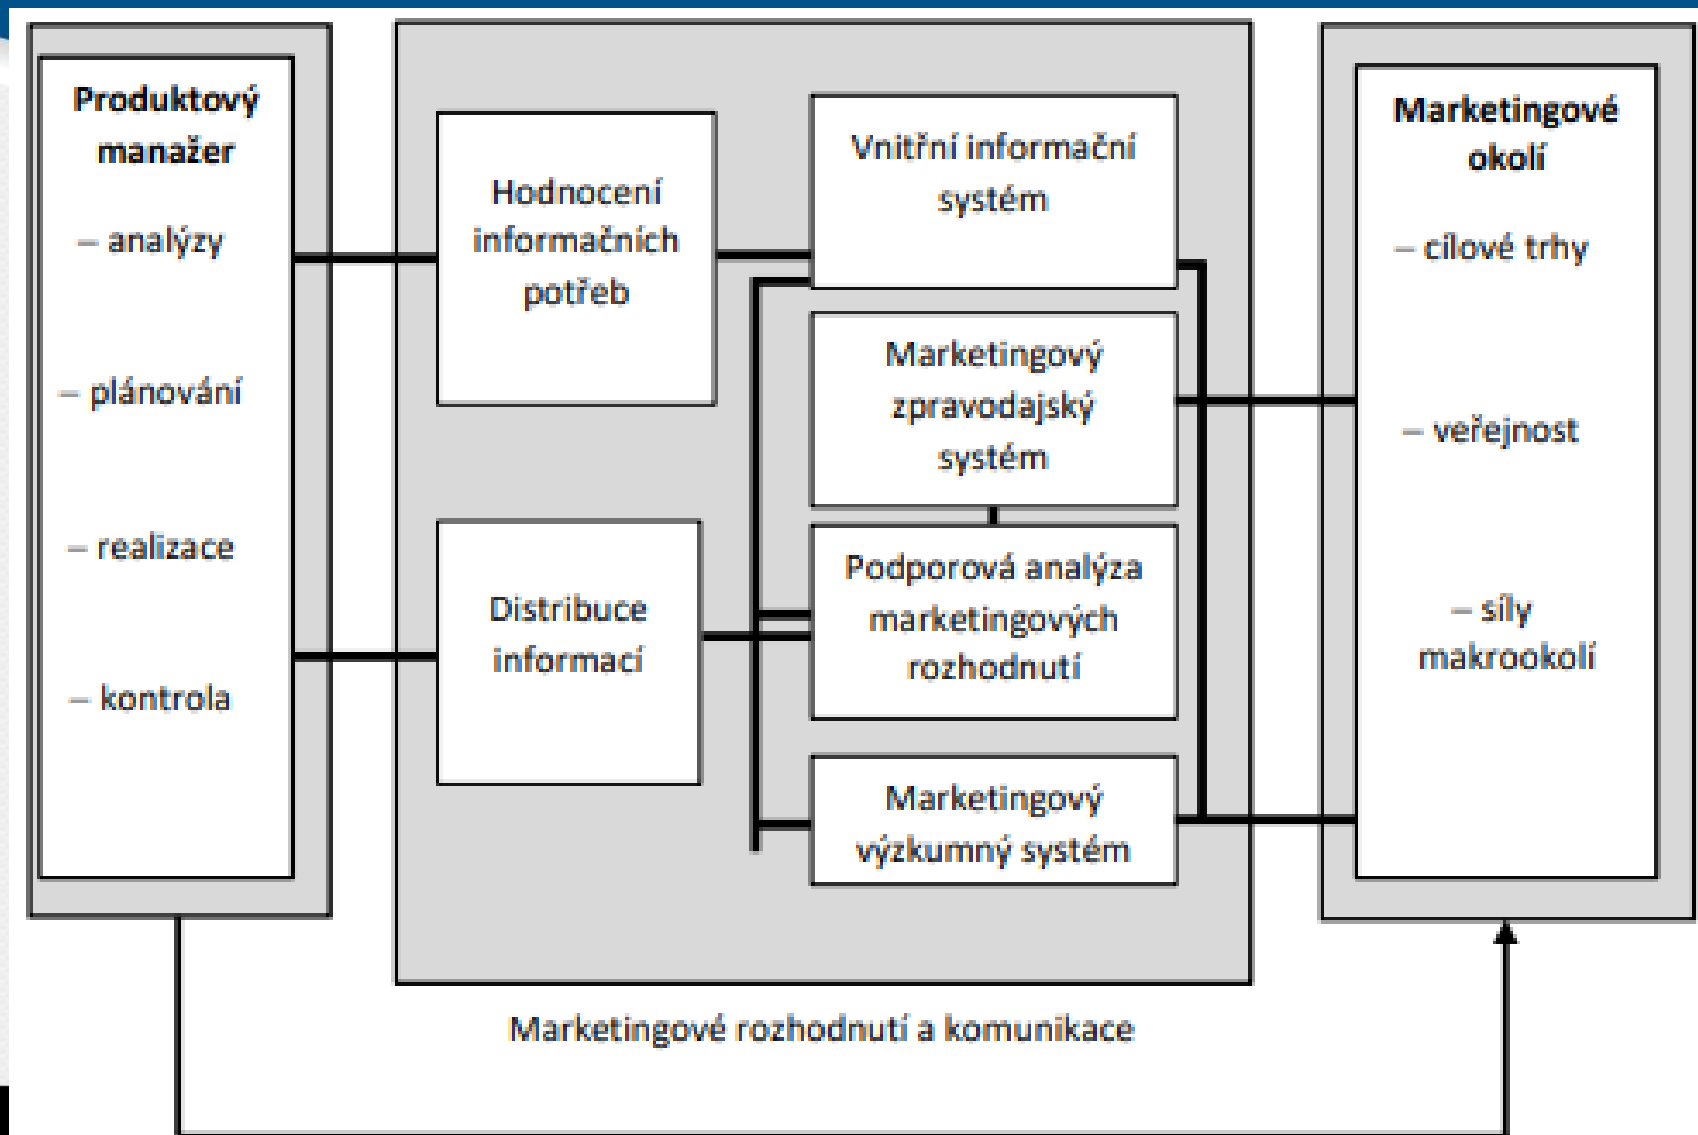 Produktový
manažer
– analýzy
– plánování
– realizace
– kontrola
Hodnocení
informačních
potřeb
Distribuce
informací
Vnitřní informační
systém
Marketingový
zpravodajský
systém
Podporová analýza
marketingových
rozhodnutí
Marketingový
výzkumný systém
Marketingové
okolí
– cílové trhy
– veřejnost
– síly
makrookolí
Marketingové rozhodnutí a komunikace